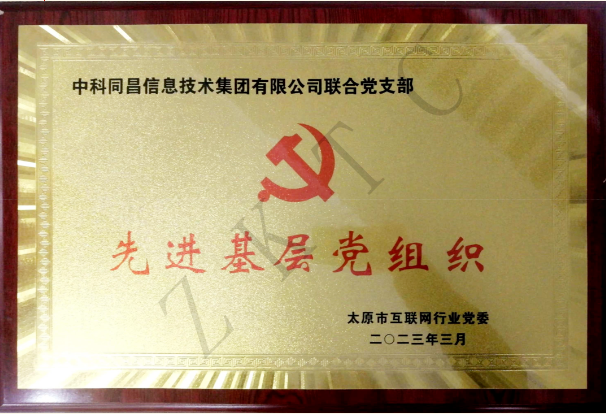 中科同昌信息技术集团有限公司联合党支部
先进基层党组织
太原市互联网行业党委
二〇二三年三月
ZKTC